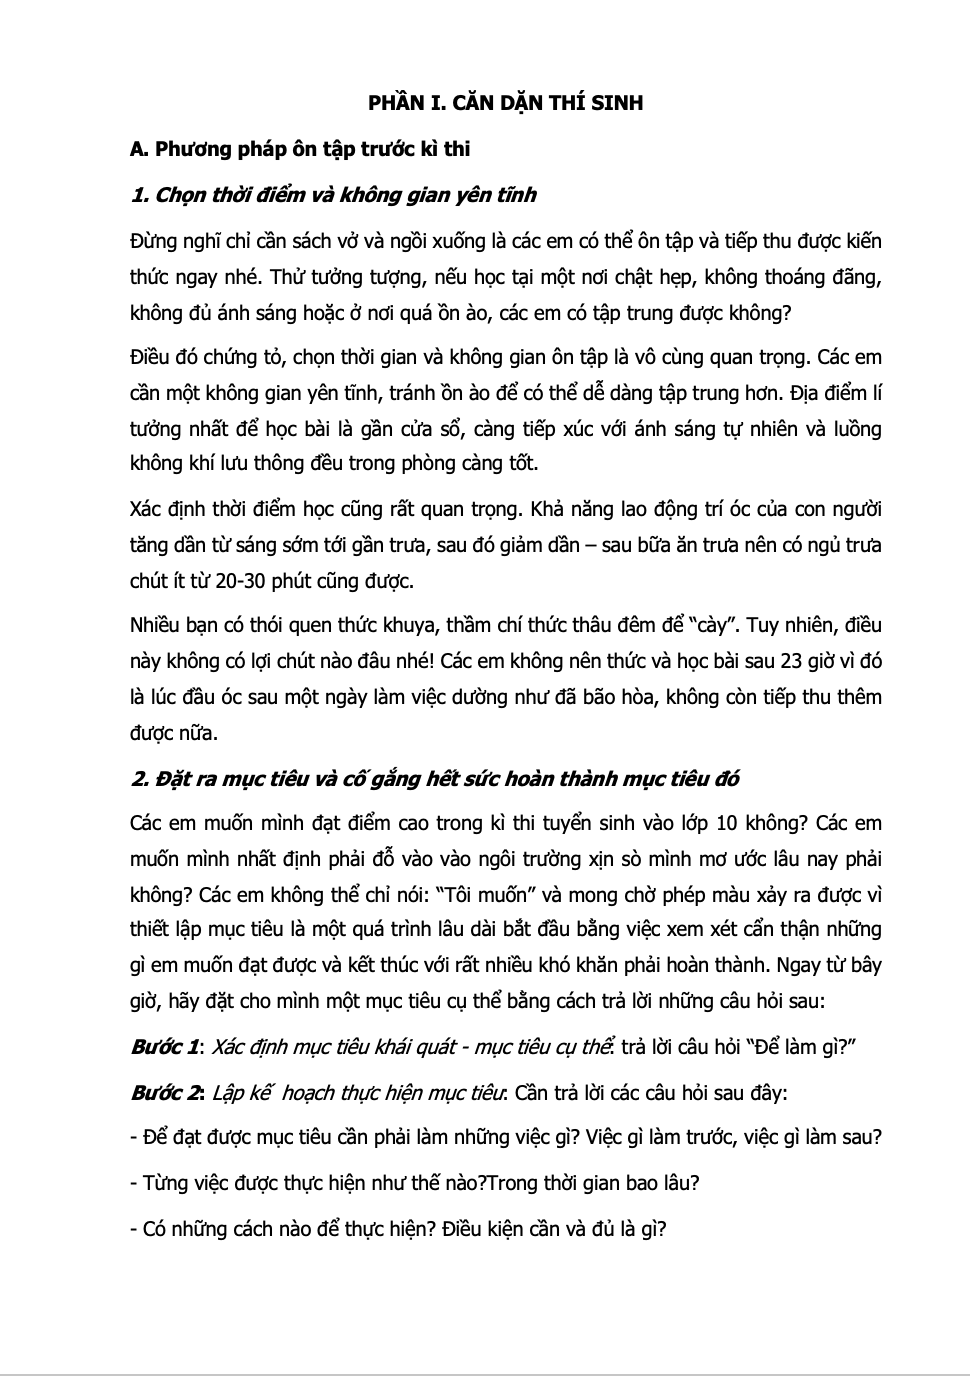 PHẦN I. CĂN DẶN THÍ SINH
A. Phương pháp ôn tập trước kì thi
1. Chọn thời điểm và không gian yên tĩnh
Đừng nghĩ chỉ cần sách vở và ngồi xuống là các em có thể ôn tập và tiếp thu được kiến
thức ngay nhé. Thử tưởng tượng, nếu học tại một nơi chật hẹp, không thoáng đãng,
không đủ ánh sáng hoặc ở nơi quá ồn ào, các em có tập trung được không?
Điều đó chứng tỏ, chọn thời gian và không gian ôn tập là vô cùng quan trọng. Các em
cần một không gian yên tĩnh, tránh ồn ào để có thể dễ dàng tập trung hơn. Địa điểm lí
tưởng nhất để học bài là gần cửa sổ, càng tiếp xúc với ánh sáng tự nhiên và luồng
không khí lưu thông đều trong phòng càng tốt.
Xác định thời điểm học cũng rất quan trọng. Khả năng lao động trí óc của con người
tăng dần từ sáng sớm tới gần trưa, sau đó giảm dần – sau bữa ăn trưa nên có ngủ trưa
chút ít từ 20-30 phút cũng được.
Nhiều bạn có thói quen thức khuya, thầm chí thức thâu đêm để “cày”. Tuy nhiên, điều
này không có lợi chút nào đâu nhé! Các em không nên thức và học bài sau 23 giờ vì đó
là lúc đầu óc sau một ngày làm việc dường như đã bão hòa, không còn tiếp thu thêm
được nữa.
2. Đặt ra mục tiêu và cố gắng hết sức hoàn thành mục tiêu đó
Các em muốn mình đạt điểm cao trong kì thi tuyển sinh vào lớp 10 không? Các em
muốn mình nhất định phải đỗ vào vào ngôi trường xịn sò mình mơ ước lâu nay phải
không? Các em không thể chỉ nói: “Tôi muốn” và mong chờ phép màu xảy ra được vì
thiết lập mục tiêu là một quá trình lâu dài bắt đầu bằng việc xem xét cẩn thận những
gì em muốn đạt được và kết thúc với rất nhiều khó khăn phải hoàn thành. Ngay từ bây
giờ, hãy đặt cho mình một mục tiêu cụ thể bằng cách trả lời những câu hỏi sau:
Bước 1: Xác định mục tiêu khái quát - mục tiêu cụ thể: trả lời câu hỏi “Để làm gì?”
Bước 2: Lập kế hoạch thực hiện mục tiêu: Cần trả lời các câu hỏi sau đây:
- Để đạt được mục tiêu cần phải làm những việc gì? Việc gì làm trước, việc gì làm sau?
- Từng việc được thực hiện như thế nào?Trong thời gian bao lâu?
- Có những cách nào để thực hiện? Điều kiện cần và đủ là gì?